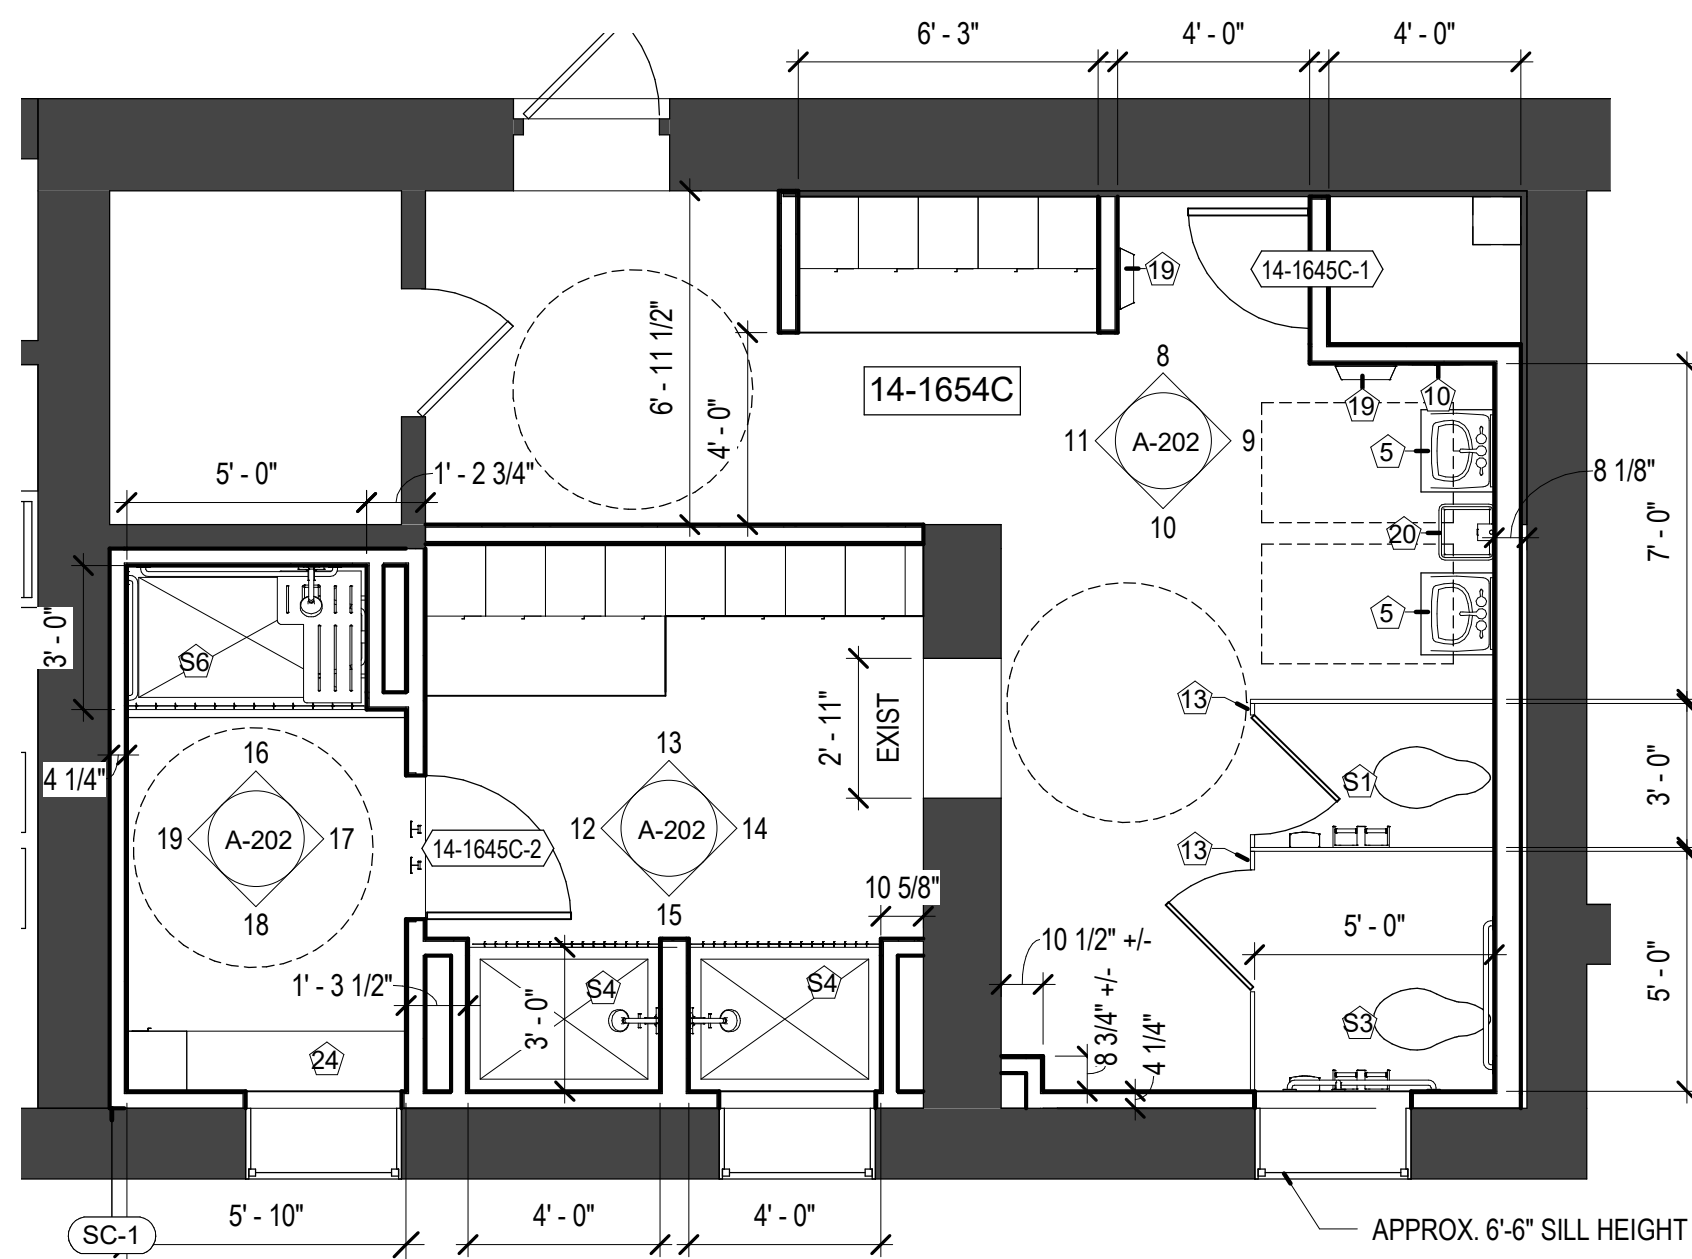 6' - 3"
4' - 0"
4' - 0"
19
14-1645C-1
6' - 11 1/2"
8
14-1654C
19
10
4' - 0"
11
A-202
9
5
5' - 0"
1' - 2 3/4"
8 1/8"
10
20
7' - 0"
3' - 0"
5
S6
2' - 11"
EXIST
13
16
13
4 1/4"
S1
3' - 0"
19
A-202
17
12
A-202
14
14-1645C-2
13
10 5/8"
18
15
5' - 0"
10 1/2" +/-
1' - 3 1/2"
S4
S4
5' - 0"
3' - 0"
8 3/4" +/-
4 1/4"
S3
24
5' - 10"
4' - 0"
4' - 0"
SC-1
APPROX. 6'-6" SILL HEIGHT